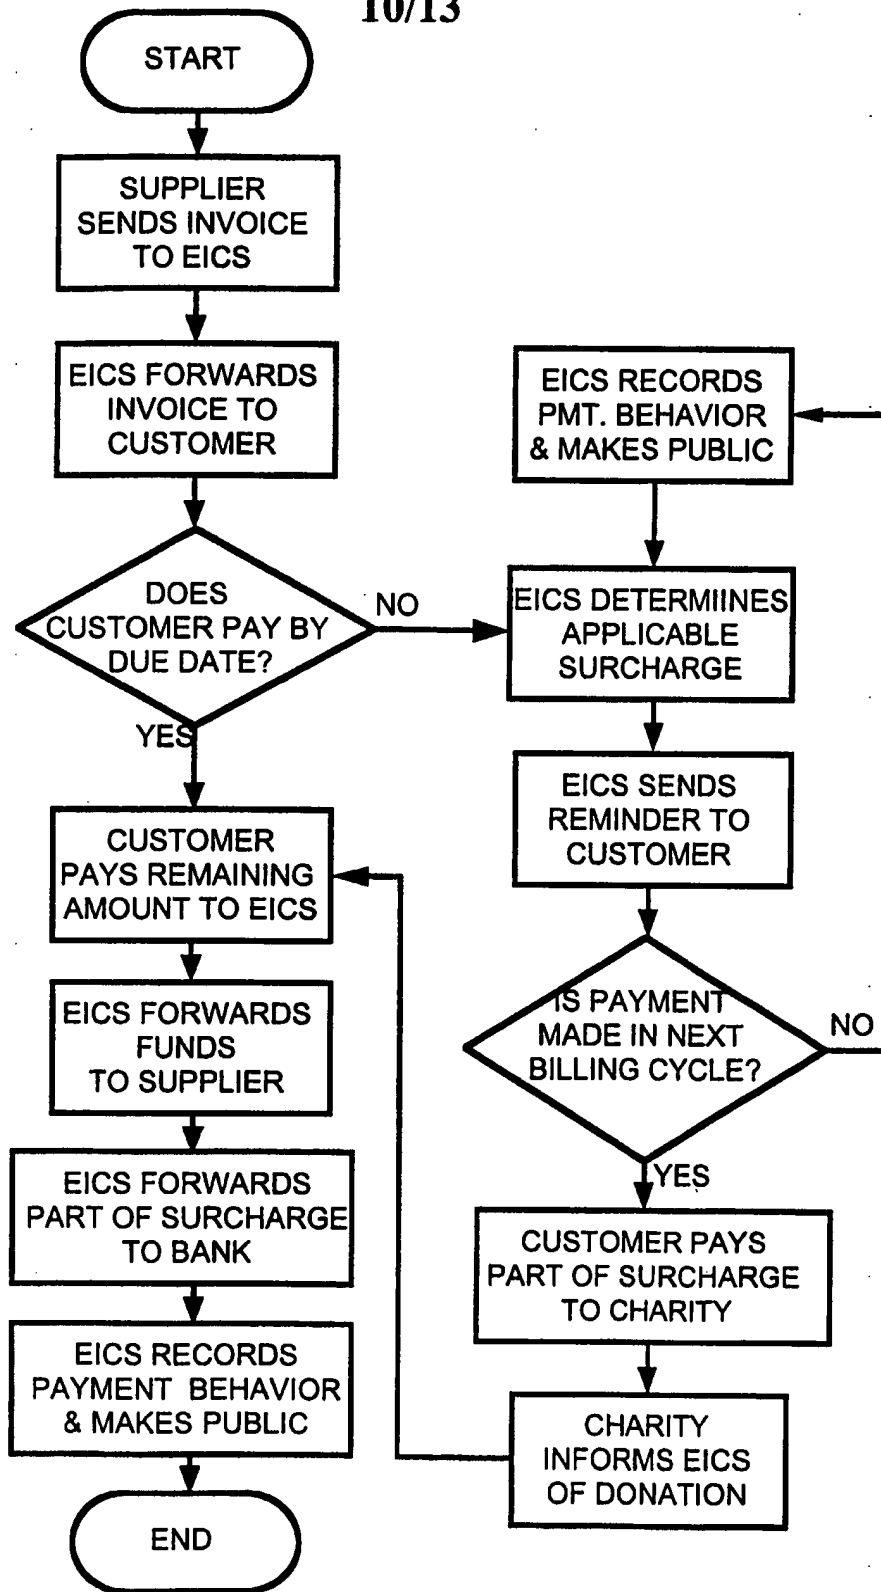 10/13
START
SUPPLIER
SENDS INVOICE
TO EICS
EICS FORWARDS
INVOICE TO
CUSTOMER
DOES
CUSTOMER PAY BY
DUE DATE?
NO
YES
CUSTOMER
PAYS REMAINING
AMOUNT TO EICS
EICS FORWARDS
FUNDS
TO SUPPLIER
EICS FORWARDS
PART OF SURCHARGE
TO BANK
EICS RECORDS
PAYMENT BEHAVIOR
& MAKES PUBLIC
END
EICS RECORDS
PMT. BEHAVIOR
& MAKES PUBLIC
EICS DETERMIINES
APPLICABLE
SURCHARGE
EICS SENDS
REMINDER TO
CUSTOMER
IS PAYMENT
MADE IN NEXT
BILLING CYCLE?
NO
YES
CUSTOMER PAYS
PART OF SURCHARGE
TO CHARITY
CHARITY
INFORMS EICS
OF DONATION